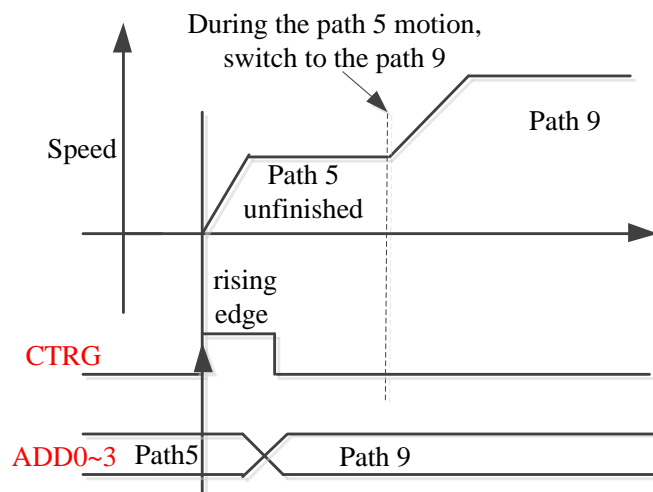 During the path 5 motion,
switch to the path 9
Speed
Path 9
Path 5
unfinished
rising
edge
CTRG
ADD0~3
Path5
Path 9